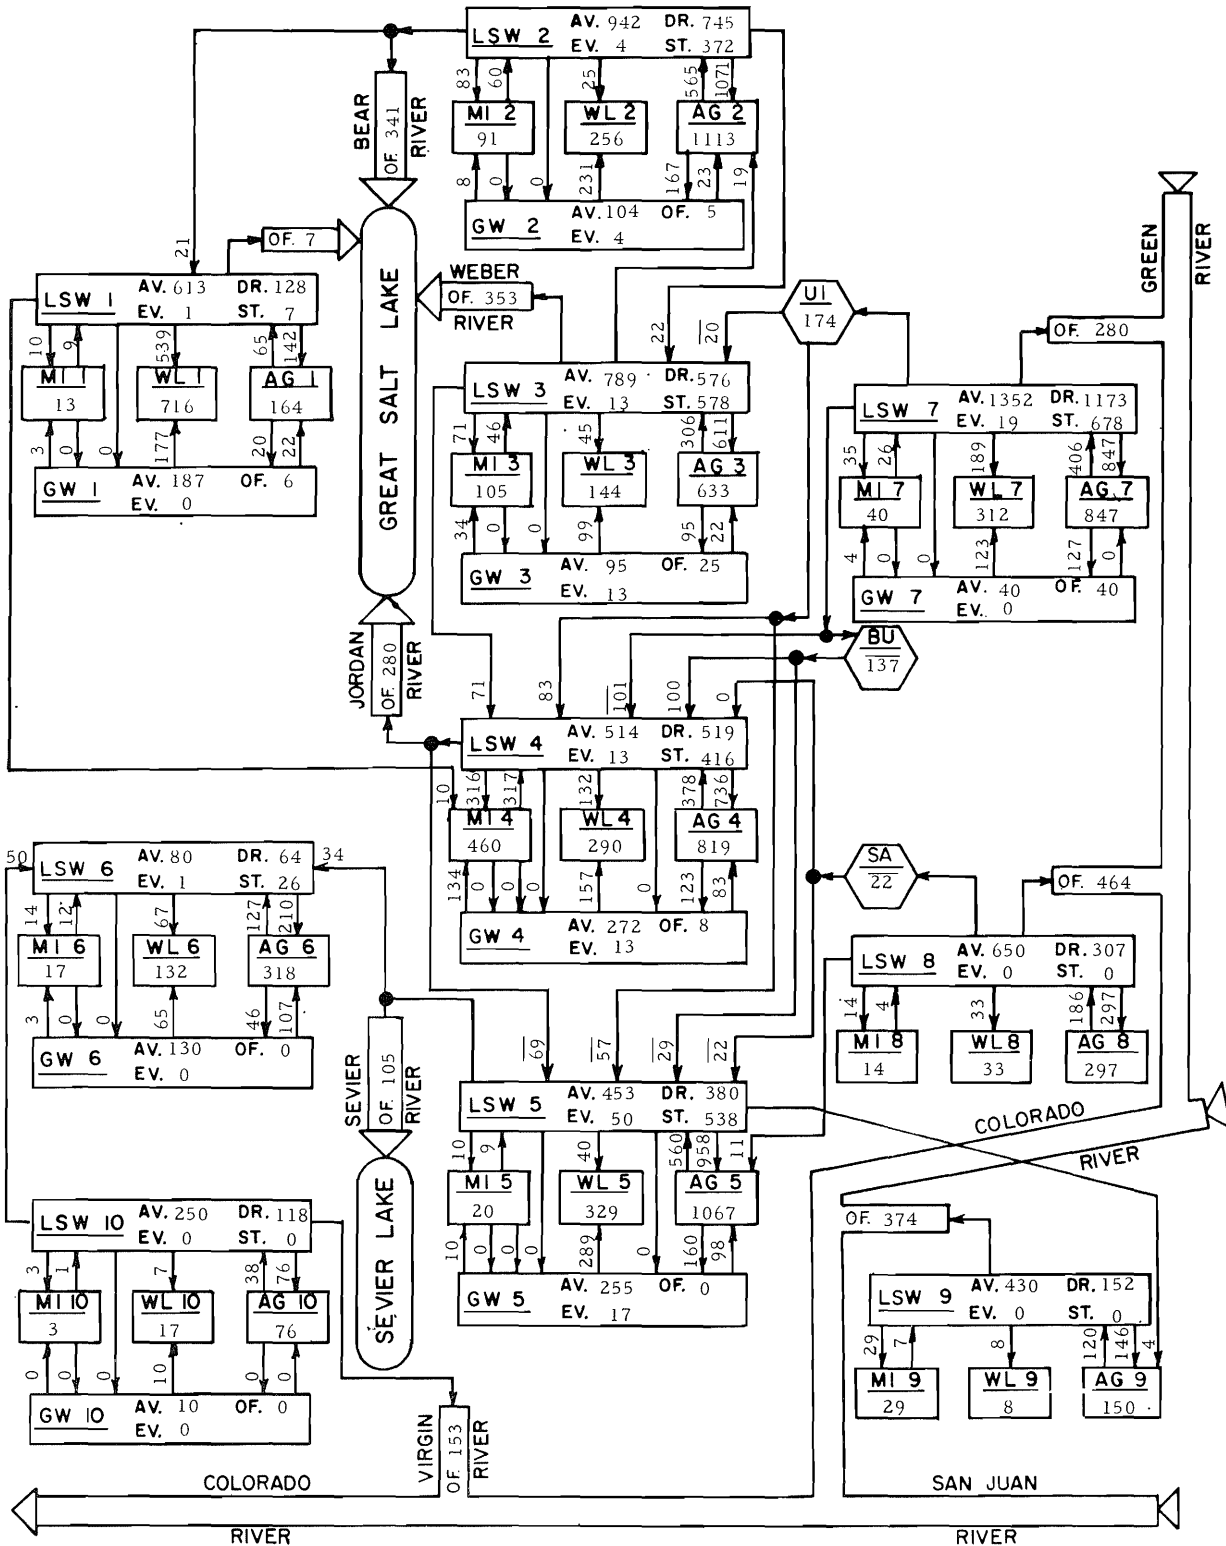 LSW 2 AV. 942 DR. 745
EV. 4 ST. 372
83 60 25 565 1071
MI 2 WL 2 AG 2
91 256 1113
8 0 0 231 167 23 19
GW 2 AV. 104 OF. 5
EV. 4
BEAR
OF. 341
RIVER
21
OF. 7
LSW 1 AV. 613 DR. 128
EV. 1 ST. 7
10 9 539 65 142
MI 1 WL 1 AG 1
13 716 164
3 0 0 177 20 22
GW 1 AV. 187 OF. 6
EV. 0
GREAT SALT LAKE
WEBER
OF. 353
RIVER
22 20
UI
174
LSW 3 AV. 789 DR. 576
EV. 13 ST. 578
71 46 45 306 611
MI 3 WL 3 AG 3
105 144 633
34 0 0 99 95 22
GW 3 AV. 95 OF. 25
EV. 13
GREEN
RIVER
OF. 280
LSW 7 AV. 1352 DR. 1173
EV. 19 ST. 678
35 26 189 406 847
MI 7 WL 7 AG 7
40 312 847
4 0 0 123 127 0
GW 7 AV. 40 OF. 40
EV. 0
BU
137
JORDAN
OF. 280
RIVER
71 83 101 100 0
LSW 4 AV. 514 DR. 519
EV. 13 ST. 416
10 316 317 132 378 736
MI 4 WL 4 AG 4
460 290 819
134 0 0 0 157 0 123 83
GW 4 AV. 272 OF. 8
EV. 13
50
34
LSW 6 AV. 80 DR. 64
EV. 1 ST. 26
14 12 67 127 210
MI 6 WL 6 AG 6
17 132 318
3 0 0 65 46 107
GW 6 AV. 130 OF. 0
EV. 0
SA
22
OF. 464
LSW 8 AV. 650 DR. 307
EV. 0 ST. 0
14 4 33 186 297
MI 8 WL 8 AG 8
14 33 297
SEVIER
OF. 105
RIVER
69 57 29 22
LSW 5 AV. 453 DR. 380
EV. 50 ST. 538
10 9 40 560 958 11
MI 5 WL 5 AG 5
20 329 1067
10 0 0 0 289 0 160 98
GW 5 AV. 255 OF. 0
EV. 17
SEVIER LAKE
COLORADO
RIVER
OF. 374
LSW 9 AV. 430 DR. 152
EV. 0 ST. 0
29 7 8 120 146 4
MI 9 WL 9 AG 9
29 8 150
LSW 10 AV. 250 DR. 118
EV. 0 ST. 0
3 1 7 38 76
MI 10 WL 10 AG 10
3 17 76
0 0 0 10 0 0
GW 10 AV. 10 OF. 0
EV. 0
VIRGIN
OF. 153
RIVER
COLORADO
RIVER
SAN JUAN
RIVER